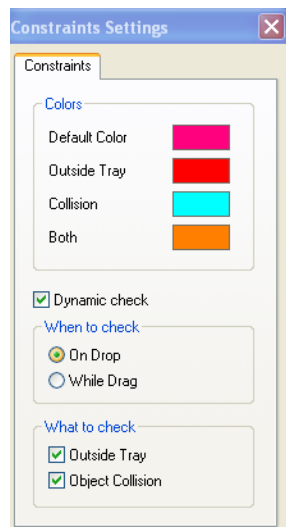 Constraints Settings
Constraints
Colors
Default Color
Outside Tray
Collision
Both
Dynamic check
When to check
On Drop
While Drag
What to check
Outside Tray
Object Collision